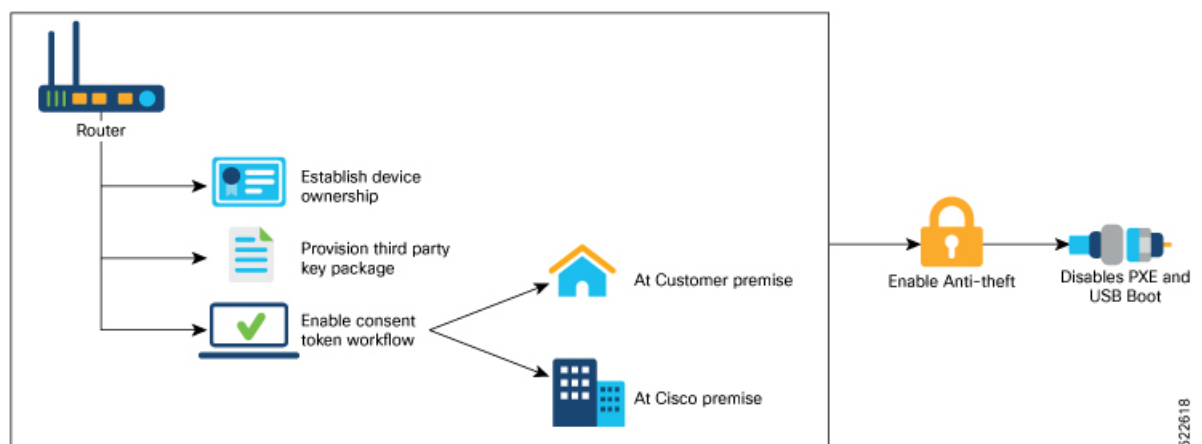 Router
Establish device
ownership
Provision third party
key package
Enable consent
token workflow
At Customer premise
At Cisco premise
Enable Anti-theft
Disables PXE and
USB Boot
522618